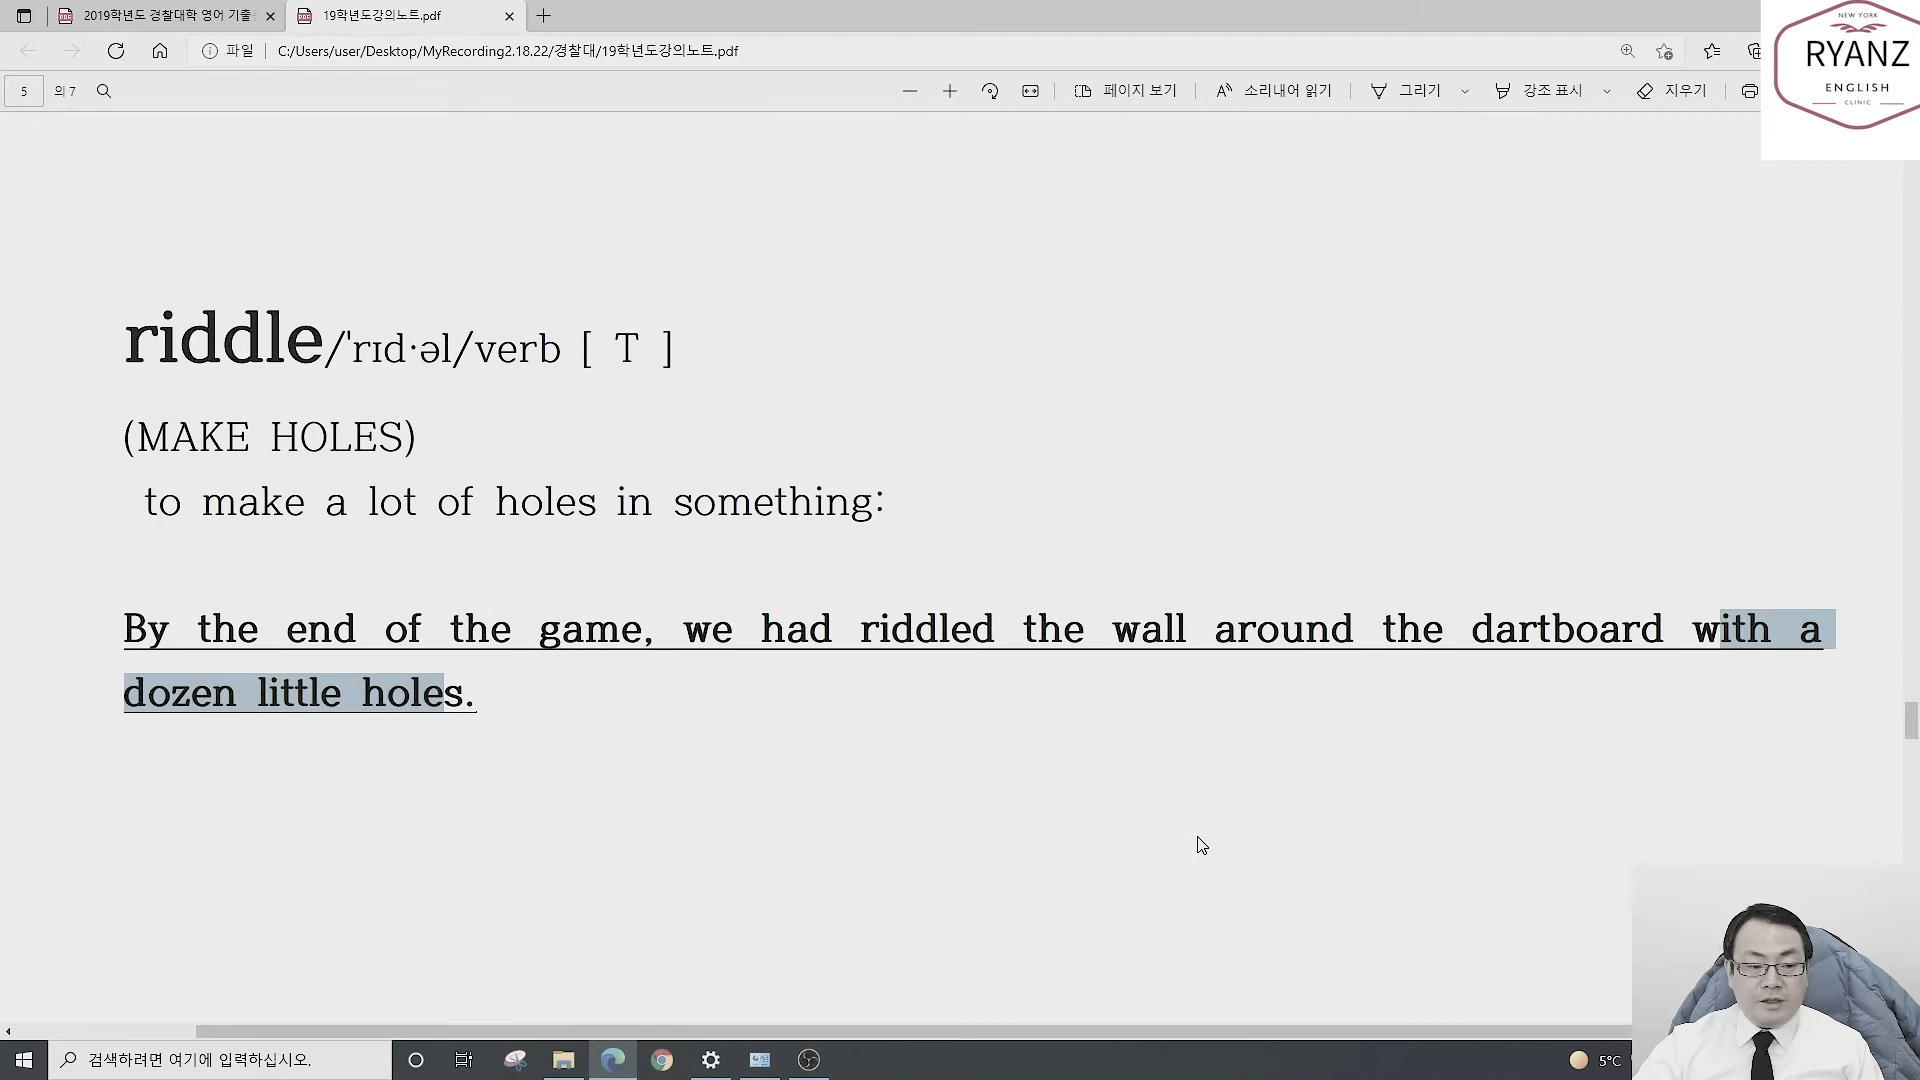 2019학년도 경찰대학 영어 기출
19학년도강의노트.pdf
파일
C:/Users/user/Desktop/MyRecording2.18.22/경찰대/19학년도강의노트.pdf
NEW YORK
RYANZ
ENGLISH
CLINIC
5 의 7
페이지 보기
소리내어 읽기
그리기
강조 표시
지우기
riddle/ˈrɪd·əl/verb [ T ]
(MAKE HOLES)
to make a lot of holes in something:
By the end of the game, we had riddled the wall around the dartboard with a
dozen little holes.
검색하려면 여기에 입력하십시오.
5°C